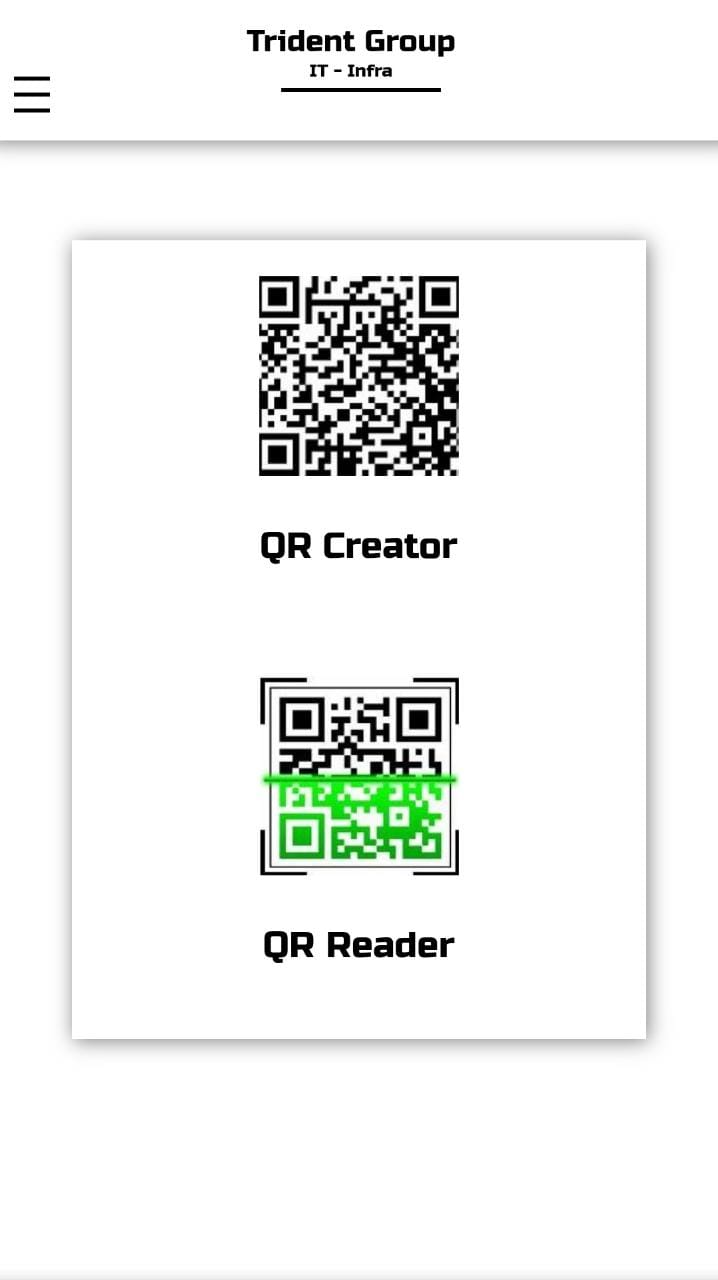 Trident Group
IT - Infra
QR Creator
QR Reader